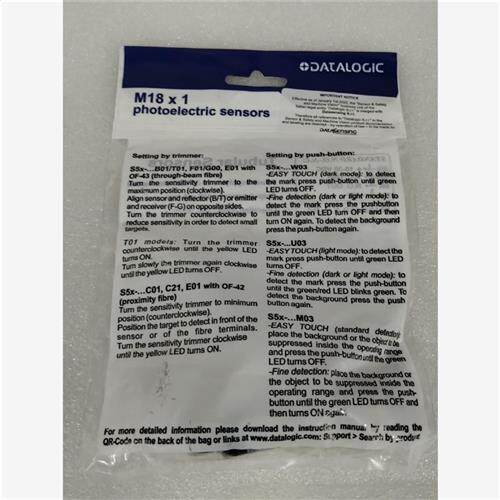 DATALOGIC
M18 x 1
photoelectric sensors
IMPORTANT NOTICE
DATASENSING
Setting by trimmer:
S5x-...B01/T01, F01/G00, E01 with
OF-43 (through-beam fibre)
Turn the sensitivity trimmer to the
maximum position (clockwise).
Align sensor and reflector (B/T) or emitter
and receiver (F-G) on opposite sides.
Turn the trimmer counterclockwise to
reduce sensitivity in order to detect small
targets.
T01 models: Turn the trimmer
counterclockwise until the yellow LED
turns ON.
Turn slowly the trimmer again clockwise
until the yellow LED turns OFF.
S5x-...C01, C21, E01 with OF-42
(proximity fibre)
Turn the sensitivity trimmer to minimum
position (counterclockwise).
Position the target to detect in front of the
sensor or of the fibre terminals.
Turn the sensitivity trimmer clockwise
until the yellow LED turns ON.
Setting by push-button:
S5x-...W03
-EASY TOUCH (dark mode): to detect
the mark press push-button until green
LED turns OFF.
-Fine detection (dark or light mode): to
detect the mark press the pushbutton
until the green LED turn OFF and then
turn ON again. To detect the background
press the push-button again.
S5x-...U03
-EASY TOUCH (light mode): to detect the
mark press push-button.
-Fine detection (dark or light mode): to
detect the mark press the push-button
until the green/red LED blinks green. To
detect the background press the push
button again.
S5x-...M03
-EASY TOUCH (standard detection):
place the background or the object to be
suppressed inside the operating range
and press the push-button until the green
LED turns OFF.
-Fine detection: place the background or
the object to be suppressed inside the
operating range and press the push-
button until the green LED turns OFF and
then turns ON again.
For more detailed information please download the instruction manual by reading the
QR-Code on the back of the bag or links at www.datalogic.com: Support > Search by product